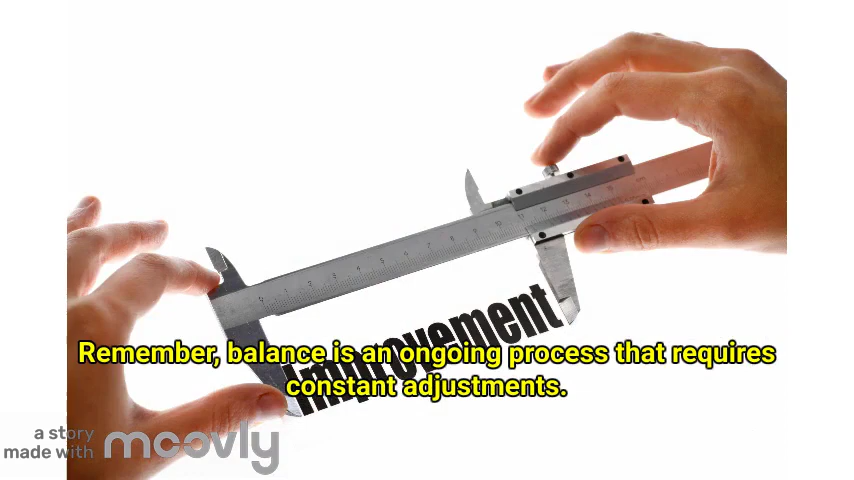 Improvement
Remember, balance is an ongoing process that requires
constant adjustments.
a story
made with moovly